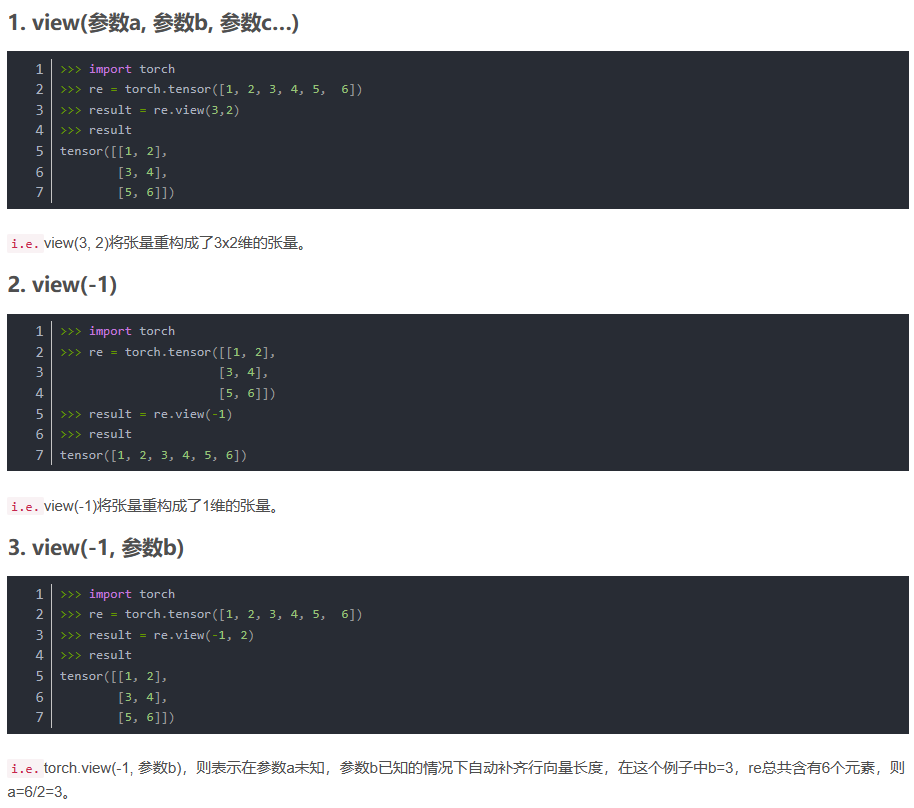 1. view(参数a, 参数b, 参数c…)
1 >>> import torch
2 >>> re = torch.tensor([1, 2, 3, 4, 5,  6])
3 >>> result = re.view(3,2)
4 >>> result
5 tensor([[1, 2],
6         [3, 4],
7         [5, 6]])
i.e. view(3, 2)将张量重构成了3x2维的张量。
2. view(-1)
1 >>> import torch
2 >>> re = torch.tensor([[1, 2],
3                       [3, 4],
4                       [5, 6]])
5 >>> result = re.view(-1)
6 >>> result
7 tensor([1, 2, 3, 4, 5, 6])
i.e. view(-1)将张量重构成了1维的张量。
3. view(-1, 参数b)
1 >>> import torch
2 >>> re = torch.tensor([1, 2, 3, 4, 5,  6])
3 >>> result = re.view(-1, 2)
4 >>> result
5 tensor([[1, 2],
6         [3, 4],
7         [5, 6]])
i.e. torch.view(-1, 参数b)，则表示在参数a未知，参数b已知的情况下自动补齐行向量长度，在这个例子中b=3，re总共含有6个元素，则
a=6/2=3。